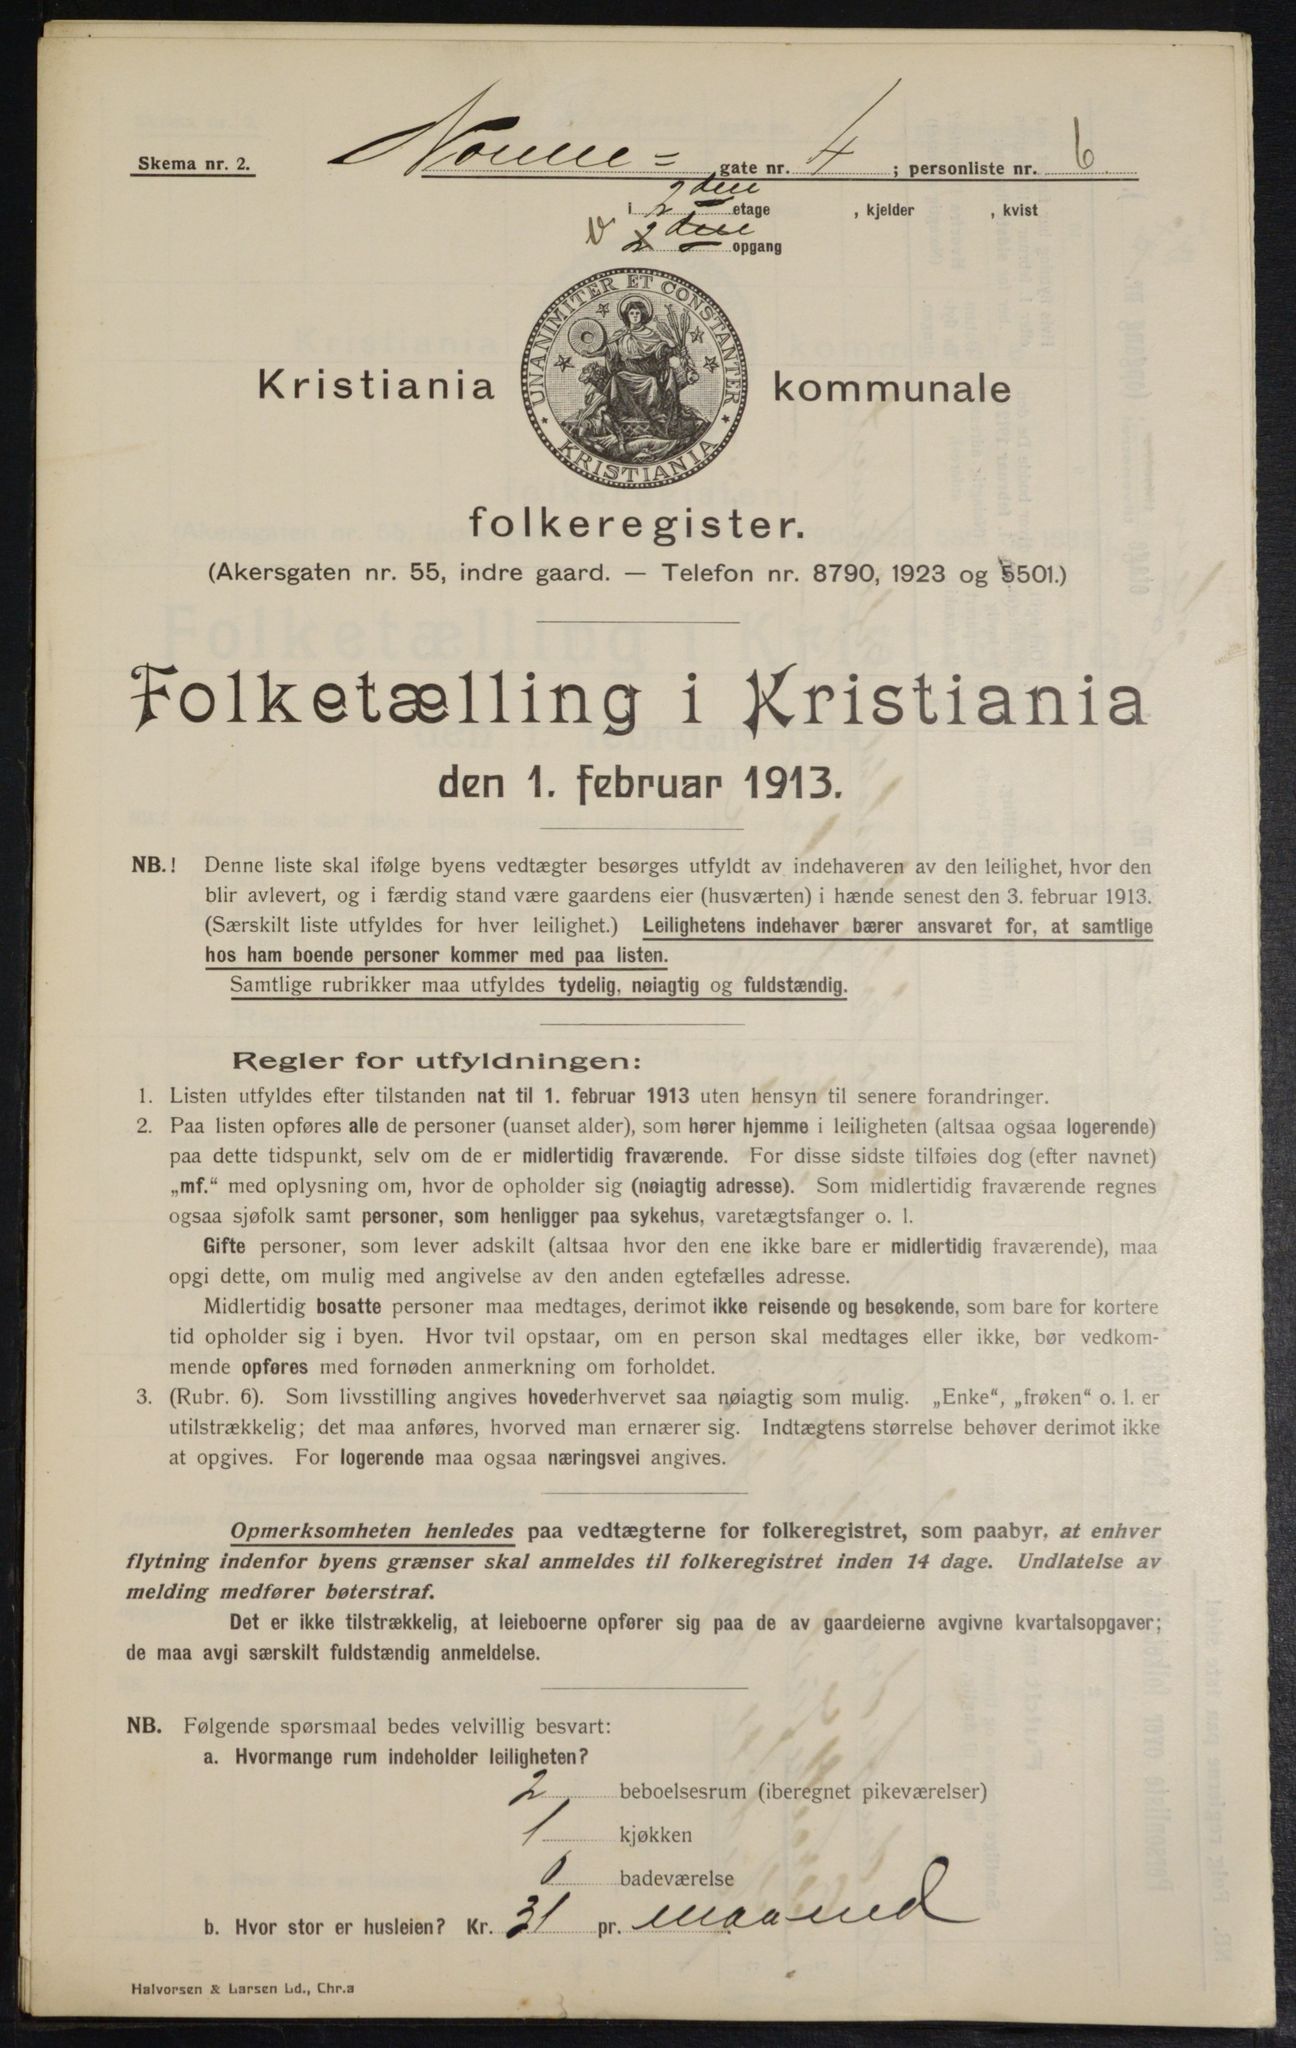 Skema nr. 2. Nonne= gate nr. 4 ; personliste nr. 6.
i 2den etage , kjelder , kvist
v 2den opgang
UNANIMITER ET CONSTANTER
KRISTIANIA
Kristiania kommunale
folkeregister.
(Akersgaten nr. 55, indre gaard. — Telefon nr. 8790, 1923 og 5501.)
Folketælling i Kristiania
den 1. februar 1913.
NB.! Denne liste skal ifølge byens vedtægter besørges utfyldt av indehaveren av den leilighet, hvor den
blir avlevert, og i færdig stand være gaardens eier (husværten) i hænde senest den 3. februar 1913.
(Særskilt liste utfyldes for hver leilighet.) Leilighetens indehaver bærer ansvaret for, at samtlige
hos ham boende personer kommer med paa listen.
Samtlige rubrikker maa utfyldes tydelig, nøiagtig og fuldstændig.
Regler for utfyldningen:
1. Listen utfyldes efter tilstanden nat til 1. februar 1913 uten hensyn til senere forandringer.
2. Paa listen opføres alle de personer (uanset alder), som hører hjemme i leiligheten (altsaa ogsaa logerende)
paa dette tidspunkt, selv om de er midlertidig fraværende. For disse sidste tilføies dog (efter navnet)
„mf.“ med oplysning om, hvor de opholder sig (nøiagtig adresse). Som midlertidig fraværende regnes
ogsaa sjøfolk samt personer, som henligger paa sykehus, varetægtsfanger o. l.
Gifte personer, som lever adskilt (altsaa hvor den ene ikke bare er midlertidig fraværende), maa
opgi dette, om mulig med angivelse av den anden egtefælles adresse.
Midlertidig bosatte personer maa medtages, derimot ikke reisende og besøkende, som bare for kortere
tid opholder sig i byen. Hvor tvil opstaar, om en person skal medtages eller ikke, bør vedkom-
mende opføres med fornøden anmerkning om forholdet.
3. (Rubr. 6). Som livsstilling angives hovederhvervet saa nøiagtig som mulig. „Enke“, „frøken“ o. l. er
utilstrækkelig; det maa anføres, hvorved man ernærer sig. Indtægtens størrelse behøver derimot ikke
at opgives. For logerende maa ogsaa næringsvei angives.
Opmerksomheten henledes paa vedtægterne for folkeregistret, som paabyr, at enhver
flytning indenfor byens grænser skal anmeldes til folkeregistret inden 14 dage. Undlatelse av
melding medfører bøterstraf.
Det er ikke tilstrækkelig, at leieboerne opfører sig paa de av gaardeierne avgivne kvartalsopgaver;
de maa avgi særskilt fuldstændig anmeldelse.
NB. Følgende spørsmaal bedes velvillig besvart:
a. Hvormange rum indeholder leiligheten?
2 beboelsesrum (iberegnet pikeværelser)
1 kjøkken
0 badeværelse
b. Hvor stor er husleien? Kr. 31 pr. maaned
Halvorsen & Larsen Ld., Chr.a